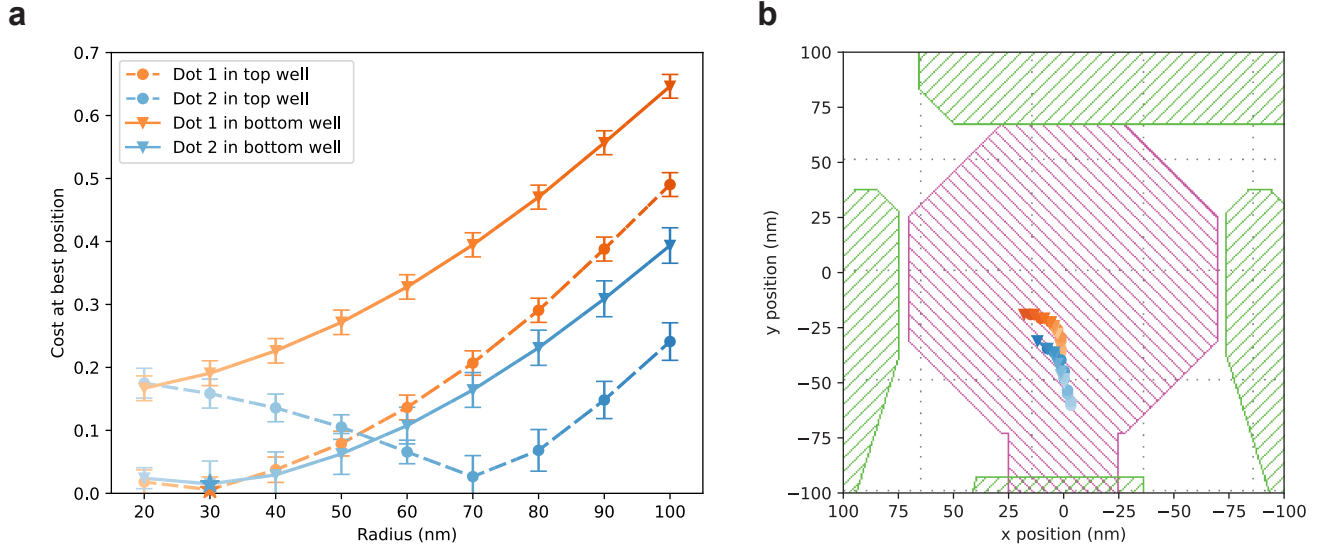 a
b
0.7
0.6
0.5
0.4
0.3
0.2
0.1
0.0
Cost at best position
Dot 1 in top well
Dot 2 in top well
Dot 1 in bottom well
Dot 2 in bottom well
20 30 40 50 60 70 80 90 100
Radius (nm)
100
75
50
25
0
−25
−50
−75
−100
y position (nm)
100 75 50 25 0 −25 −50 −75 −100
x position (nm)